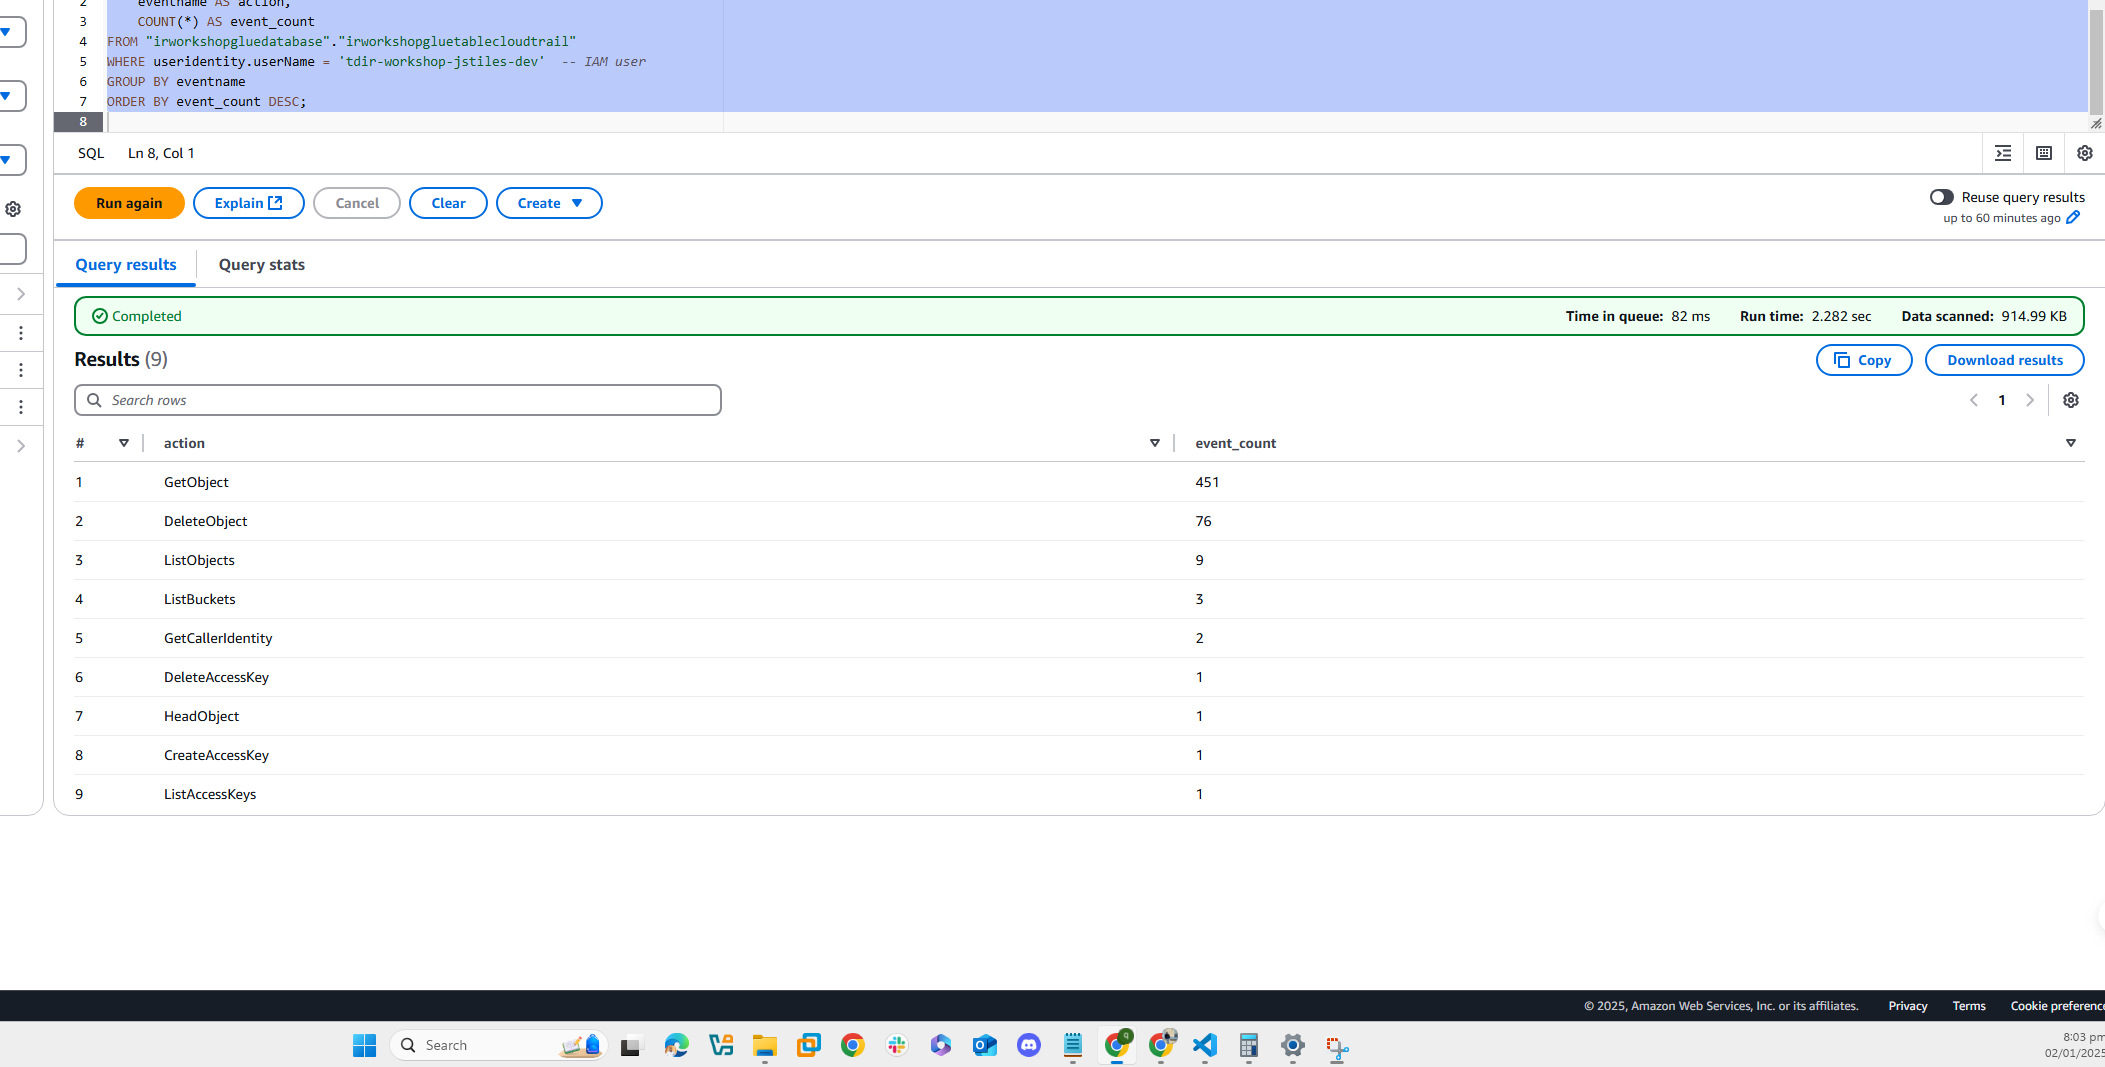 2 eventname AS action,
3 COUNT(*) AS event_count
4 FROM "irworkshopgluedatabase"."irworkshopgluetablecloudtrail"
5 WHERE useridentity.userName = 'tdir-workshop-jstiles-dev' -- IAM user
6 GROUP BY eventname
7 ORDER BY event_count DESC;
8
SQL Ln 8, Col 1
Run again Explain Cancel Clear Create
Reuse query results
up to 60 minutes ago
Query results Query stats
Completed Time in queue: 82 ms Run time: 2.282 sec Data scanned: 914.99 KB
Results (9) Copy Download results
Search rows 1
# action event_count
1 GetObject 451
2 DeleteObject 76
3 ListObjects 9
4 ListBuckets 3
5 GetCallerIdentity 2
6 DeleteAccessKey 1
7 HeadObject 1
8 CreateAccessKey 1
9 ListAccessKeys 1
© 2025, Amazon Web Services, Inc. or its affiliates. Privacy Terms Cookie preference
Search
8:03 pm
02/01/2025